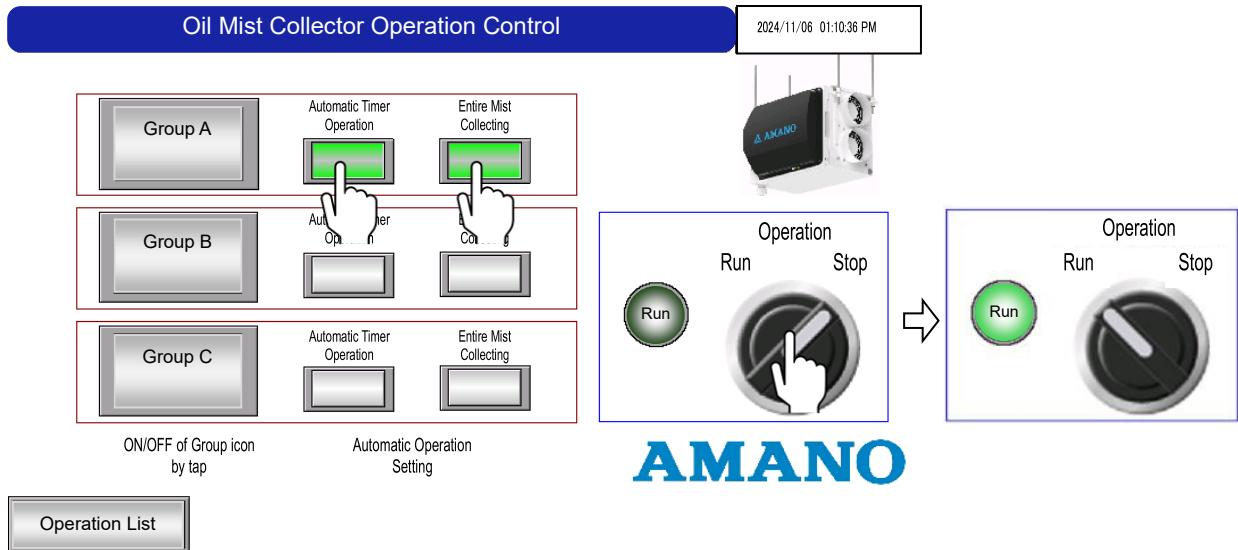 Oil Mist Collector Operation Control
2024/11/06 01:10:36 PM
AMANO
Group A
Automatic Timer
Operation
Entire Mist
Collecting
Group B
Group C
Automatic Timer
Operation
Entire Mist
Collecting
ON/OFF of Group icon
by tap
Automatic Operation
Setting
Operation List
Operation
Run
Stop
Run
AMANO
Operation
Run
Stop
Run